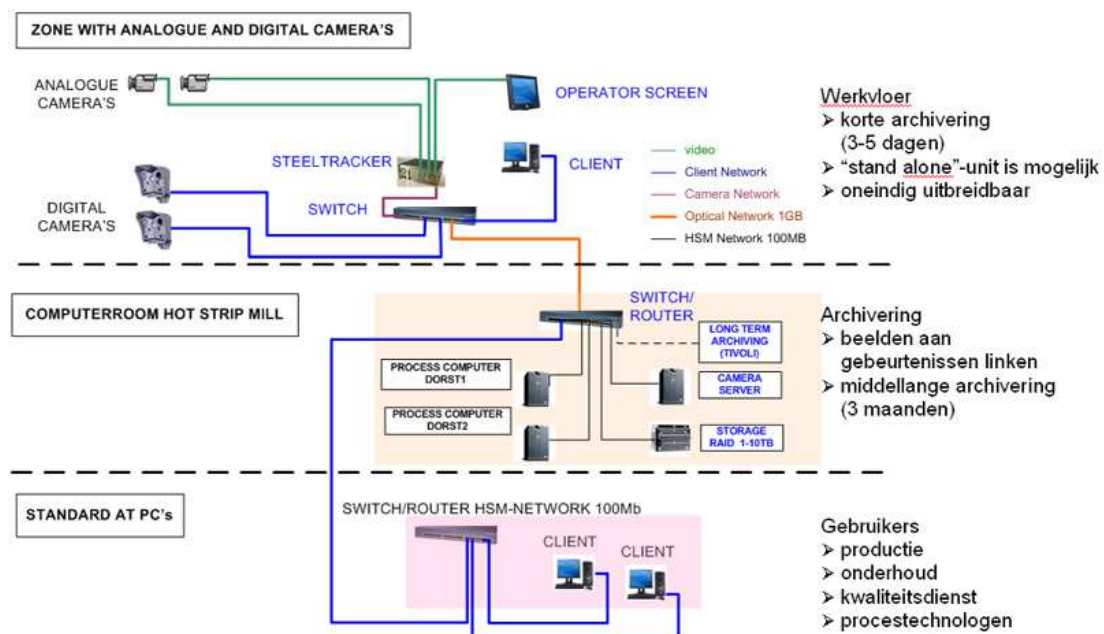 ZONE WITH ANALOGUE AND DIGITAL CAMERA'S
ANALOGUE
CAMERA'S
OPERATOR SCREEN
STEELTRACKER
CLIENT
SWITCH
DIGITAL
CAMERA'S
video
Client Network
Camera Network
Optical Network 1GB
HSM Network 100MB
Werkvloer
➢ korte archivering
(3-5 dagen)
➢ "stand alone"-unit is mogelijk
➢ oneindig uitbreidbaar
COMPUTERROOM HOT STRIP MILL
SWITCH/
ROUTER
LONG TERM
ARCHIVING
(TIVOLI)
PROCESS COMPUTER
DORST1
CAMERA
SERVER
PROCESS COMPUTER
DORST2
STORAGE
RAID 1-10TB
Archivering
➢ beelden aan
gebeurtenissen linken
➢ middellange archivering
(3 maanden)
STANDARD AT PC's
SWITCH/ROUTER HSM-NETWORK 100Mb
CLIENT
CLIENT
Gebruikers
➢ productie
➢ onderhoud
➢ kwaliteitsdienst
➢ procestechnologen